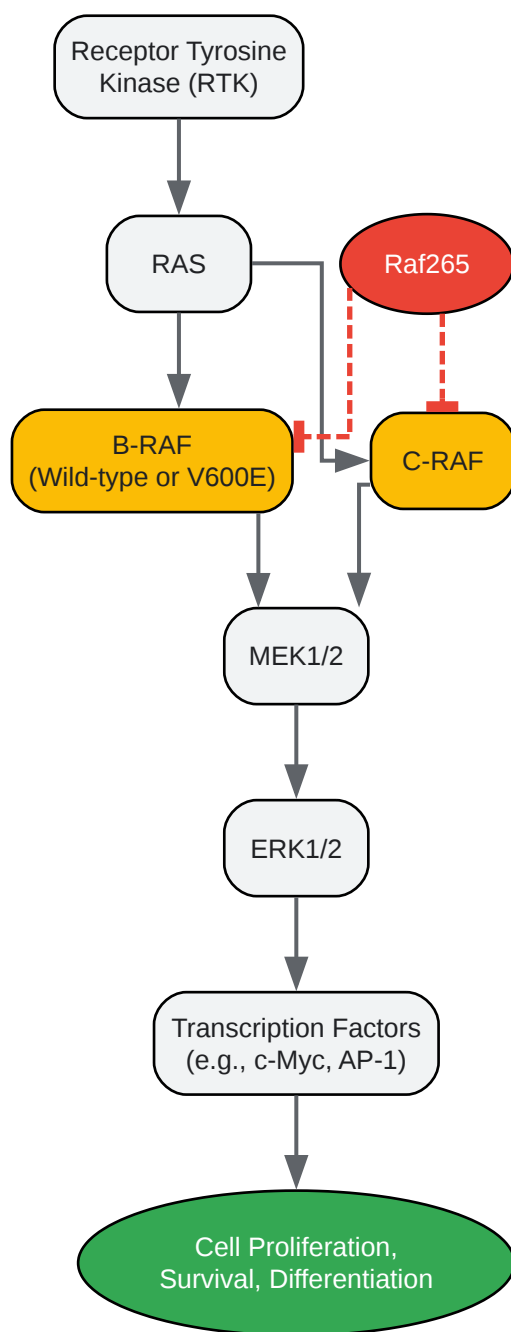 Receptor Tyrosine
Kinase (RTK)
RAS
Raf265
B-RAF
(Wild-type or V600E)
C-RAF
MEK1/2
ERK1/2
Transcription Factors
(e.g., c-Myc, AP-1)
Cell Proliferation,
Survival, Differentiation